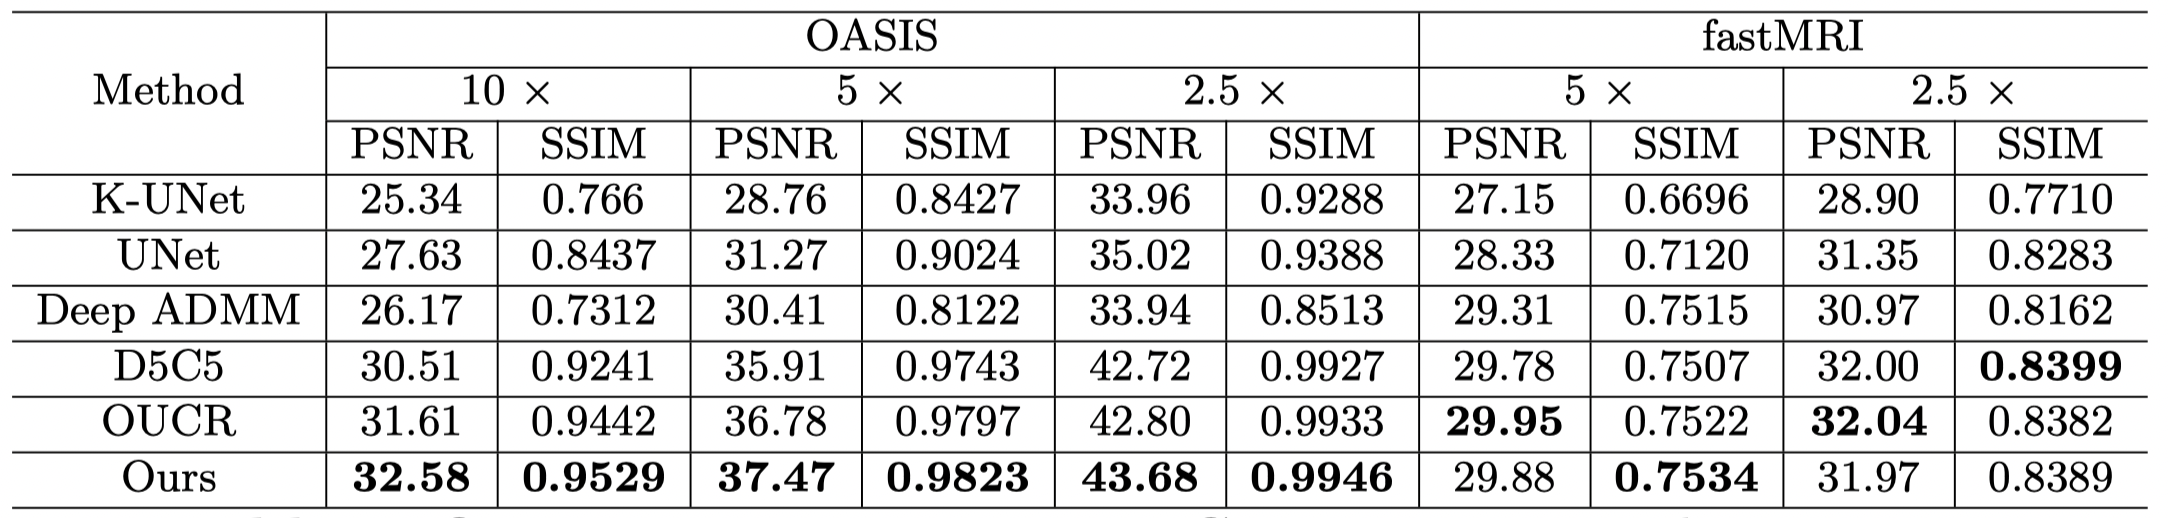 OASIS fastMRI
Method 10 × 5 × 2.5 × 5 × 2.5 ×
PSNR SSIM PSNR SSIM PSNR SSIM PSNR SSIM PSNR SSIM
K-UNet 25.34 0.766 28.76 0.8427 33.96 0.9288 27.15 0.6696 28.90 0.7710
UNet 27.63 0.8437 31.27 0.9024 35.02 0.9388 28.33 0.7120 31.35 0.8283
Deep ADMM 26.17 0.7312 30.41 0.8122 33.94 0.8513 29.31 0.7515 30.97 0.8162
D5C5 30.51 0.9241 35.91 0.9743 42.72 0.9927 29.78 0.7507 32.00 0.8399
OUCR 31.61 0.9442 36.78 0.9797 42.80 0.9933 29.95 0.7522 32.04 0.8382
Ours 32.58 0.9529 37.47 0.9823 43.68 0.9946 29.88 0.7534 31.97 0.8389